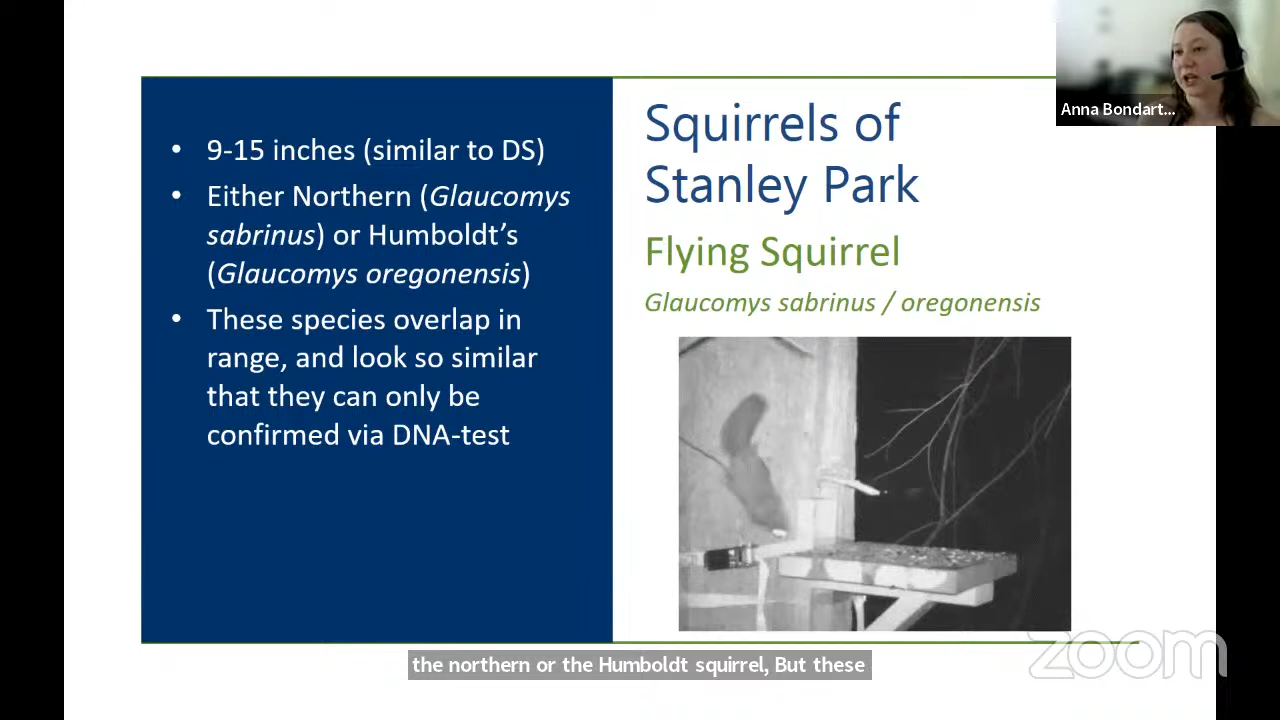 Anna Bondart...
• 9-15 inches (similar to DS)
• Either Northern (Glaucomys
sabrinus) or Humboldt’s
(Glaucomys oregonensis)
• These species overlap in
range, and look so similar
that they can only be
confirmed via DNA-test
Squirrels of
Stanley Park
Flying Squirrel
Glaucomys sabrinus / oregonensis
zoom
the northern or the Humboldt squirrel, But these